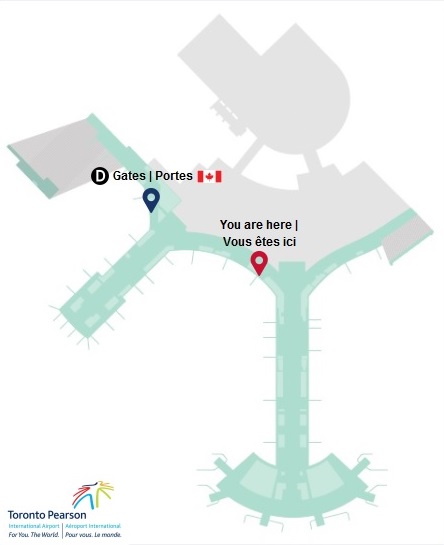 D Gates | Portes
You are here |
Vous êtes ici
Toronto Pearson
International Airport | Aéroport International
For You. The World. | Pour vous. Le monde.